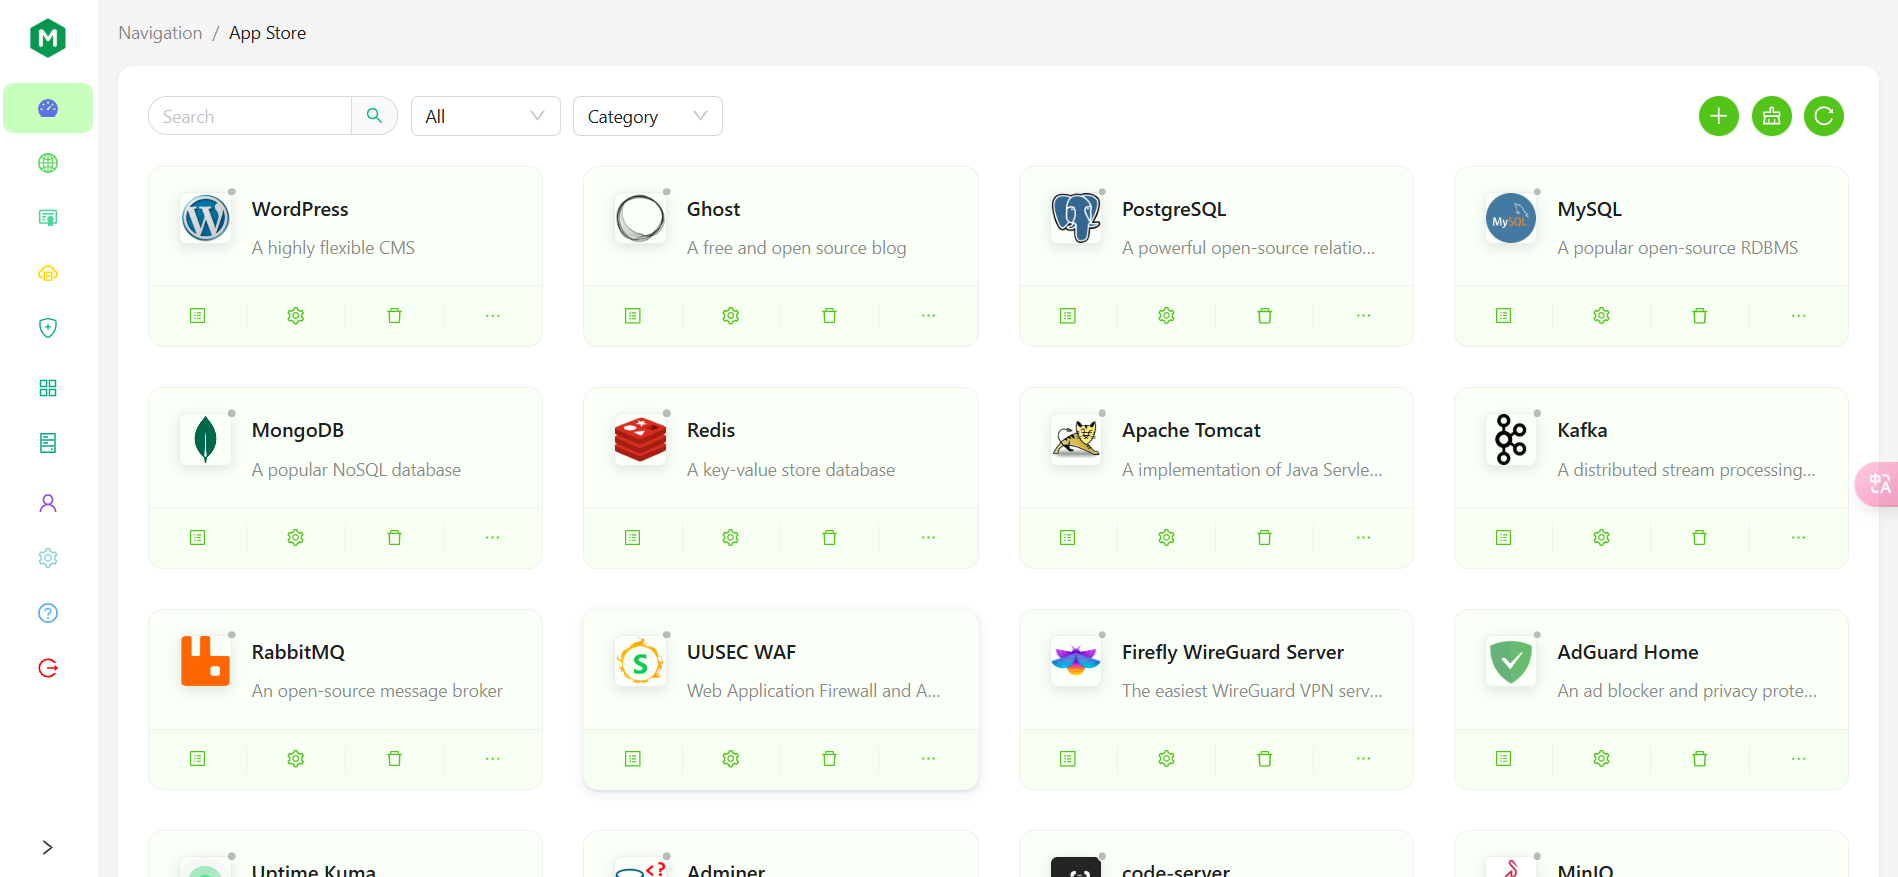 M
Navigation / App Store
Search
All
Category
WordPress
A highly flexible CMS
Ghost
A free and open source blog
PostgreSQL
A powerful open-source relatio...
MySQL
MySQL
A popular open-source RDBMS
MongoDB
A popular NoSQL database
Redis
A key-value store database
Apache Tomcat
A implementation of Java Servle...
Kafka
A distributed stream processing...
RabbitMQ
An open-source message broker
S
UUSEC WAF
Web Application Firewall and A...
Firefly WireGuard Server
The easiest WireGuard VPN serv...
AdGuard Home
An ad blocker and privacy prote...
中A
Uptime Kuma
<?
Adminer
code-server
MinIO